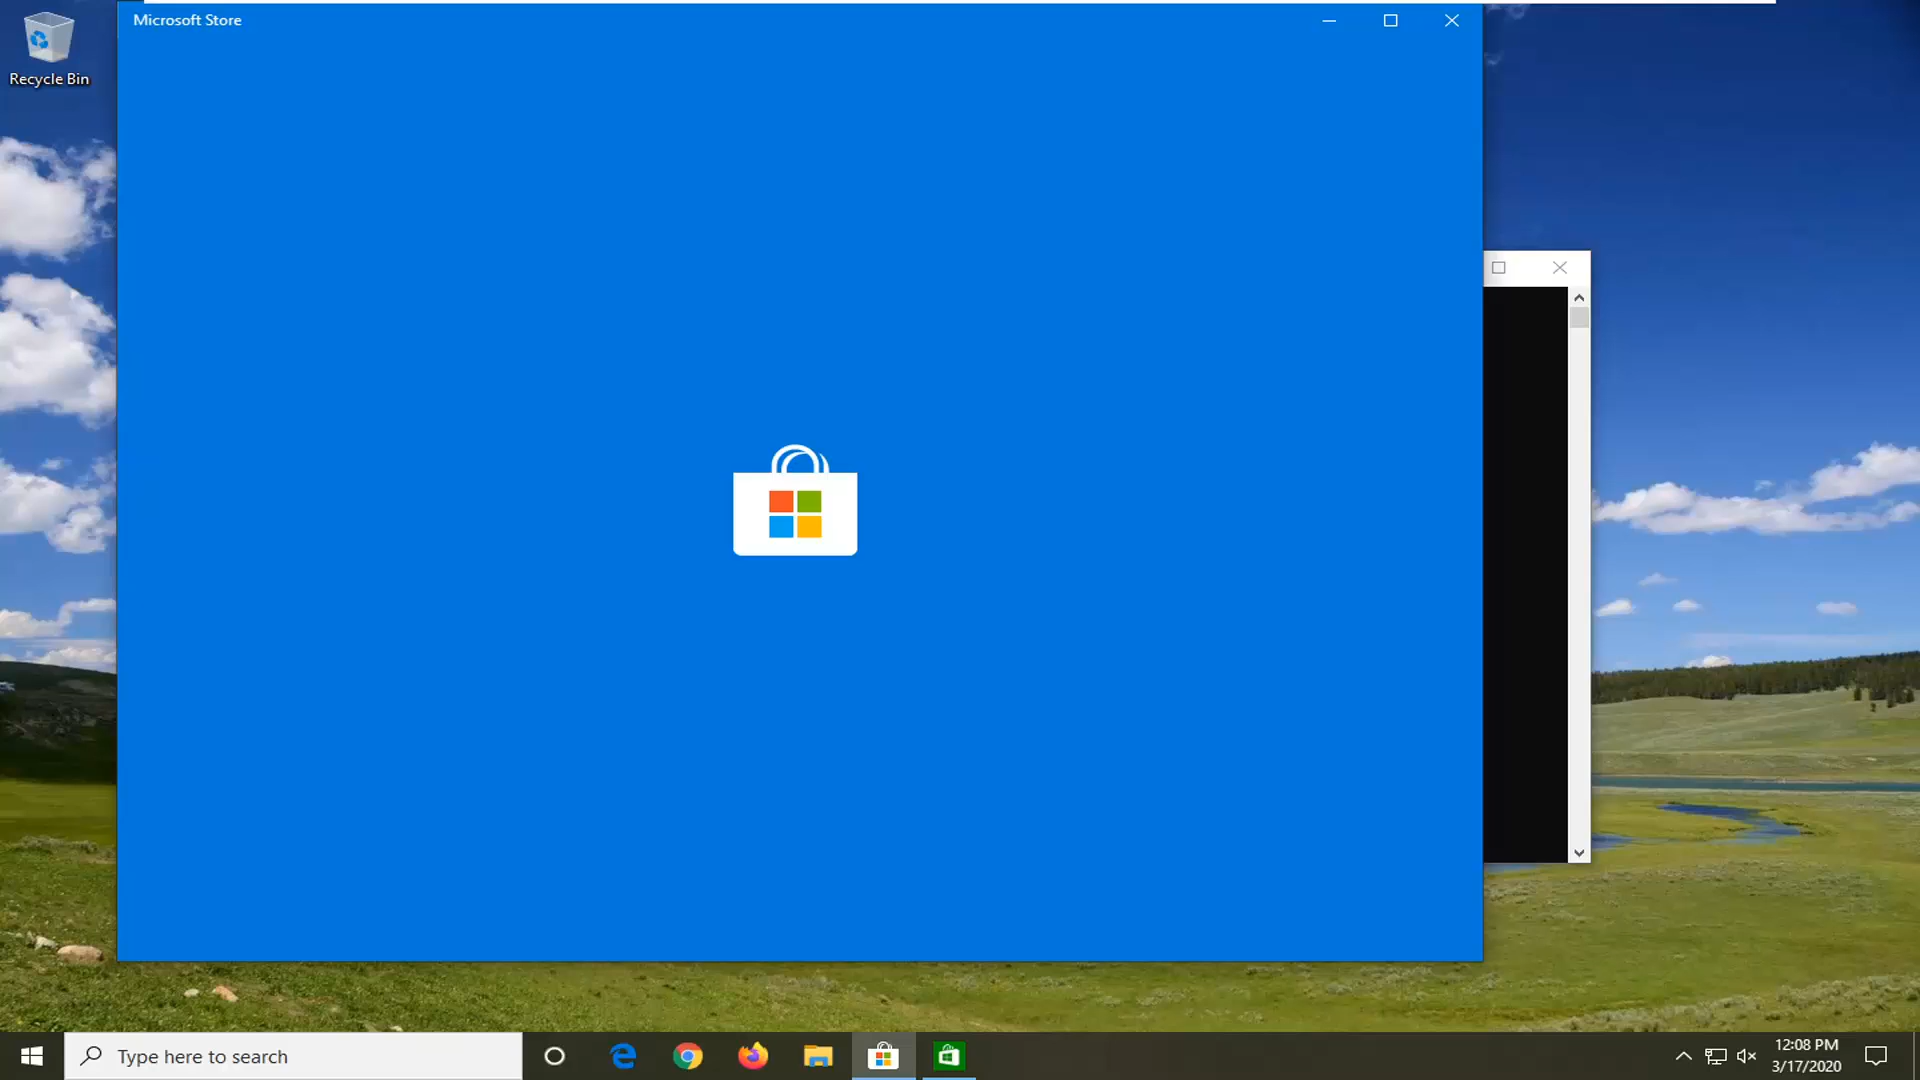 Microsoft Store
Recycle Bin
Type here to search
12:08 PM
3/17/2020